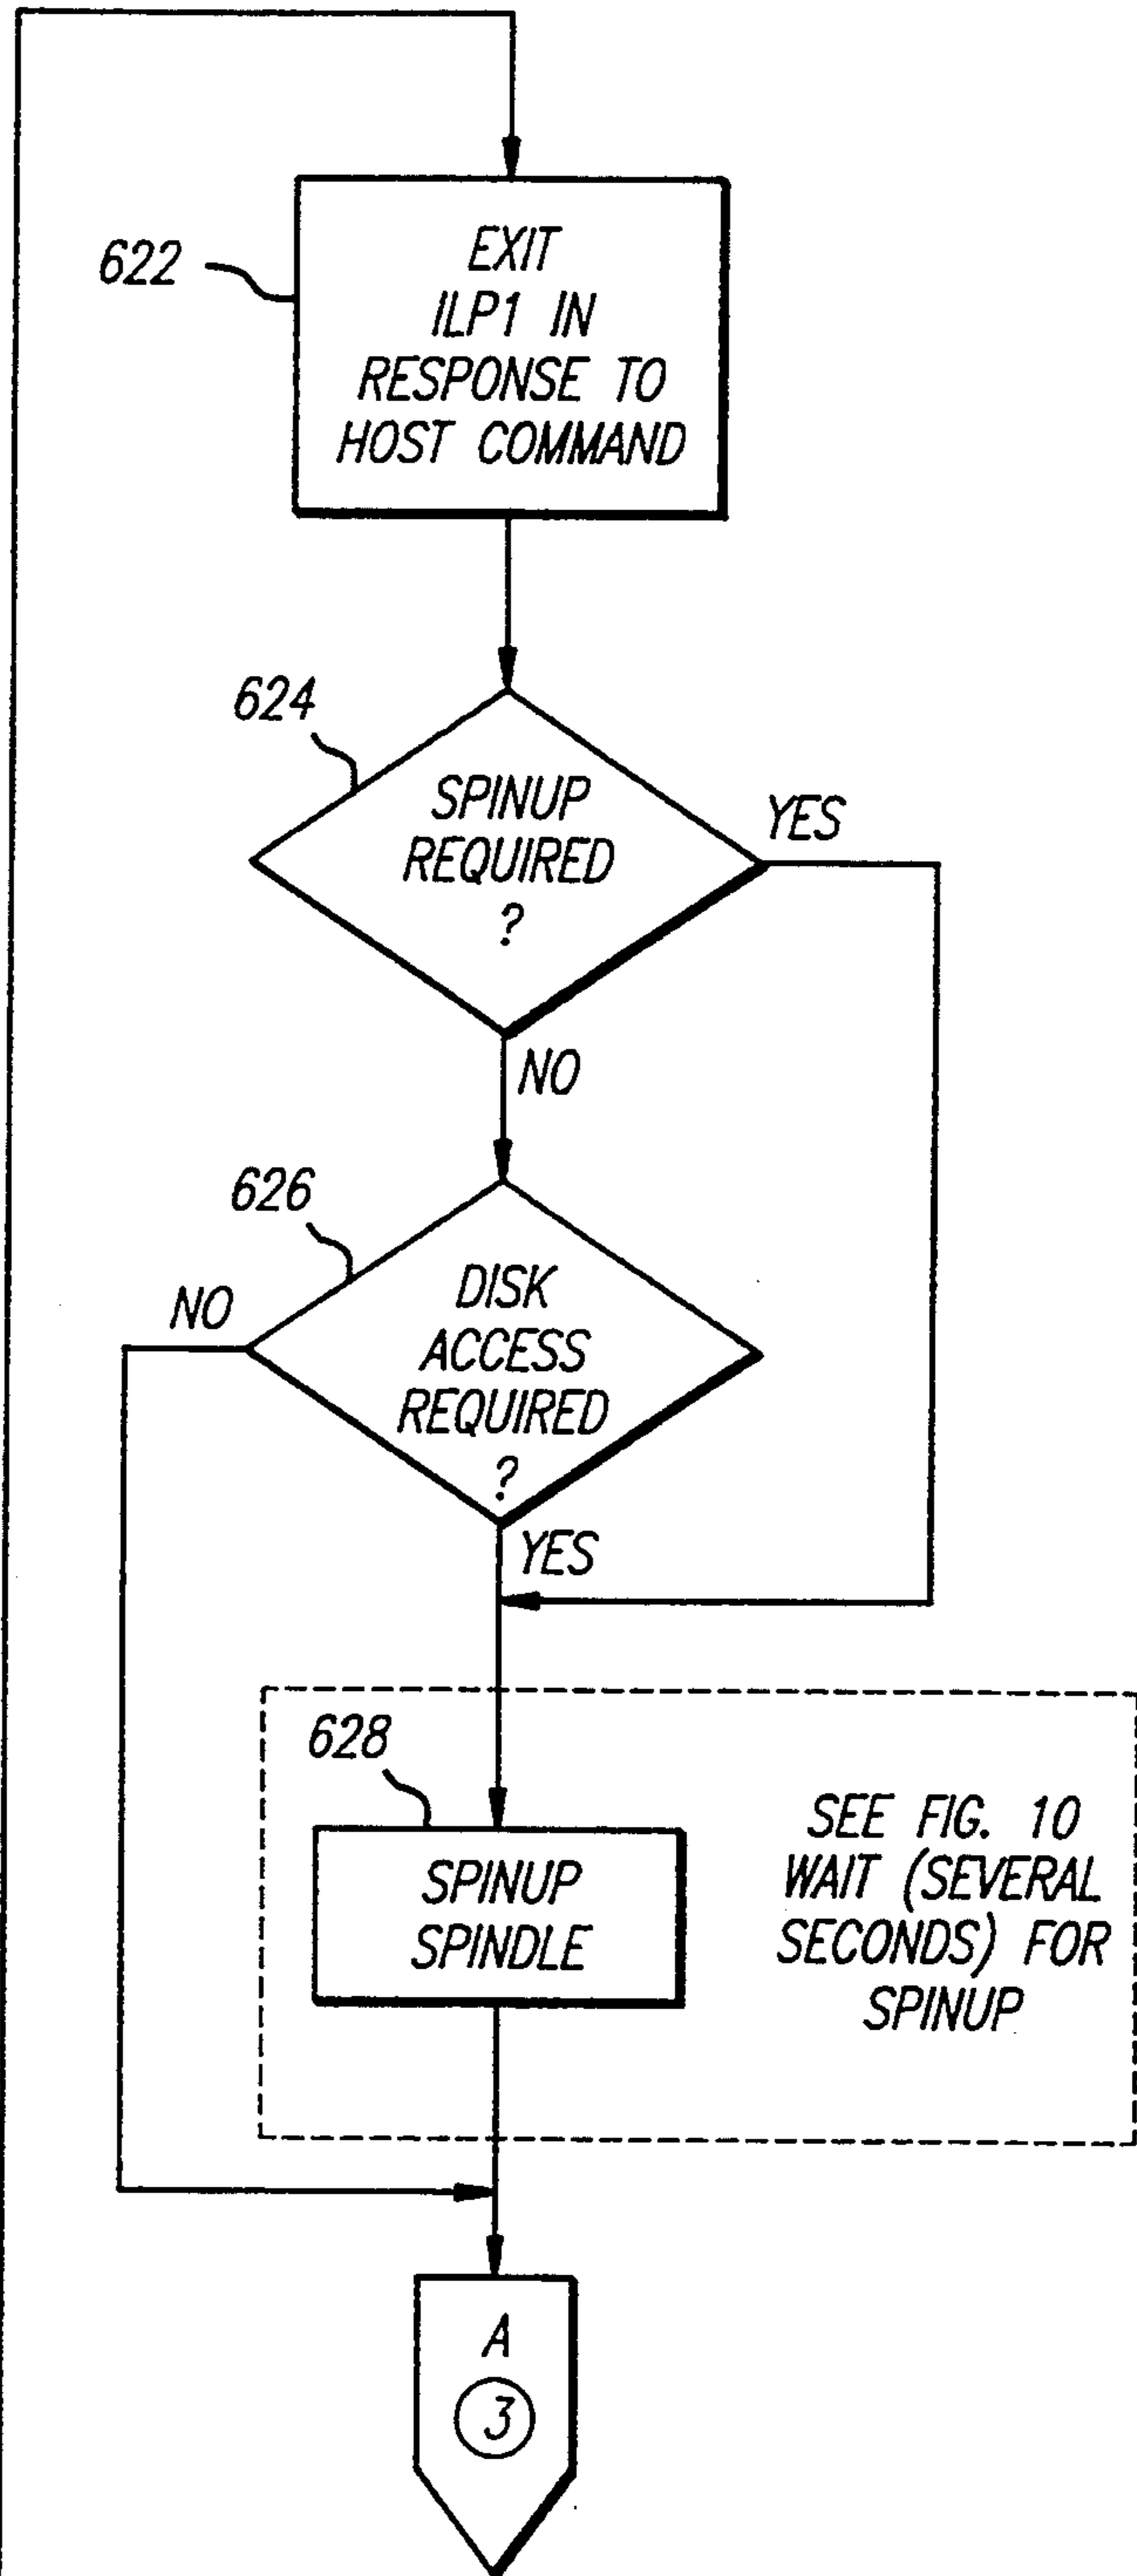 622
EXIT
ILP1 IN
RESPONSE TO
HOST COMMAND
624
SPINUP
REQUIRED
?
YES
NO
626
DISK
ACCESS
REQUIRED
?
NO
YES
628
SPINUP
SPINDLE
SEE FIG. 10
WAIT (SEVERAL
SECONDS) FOR
SPINUP
A
3